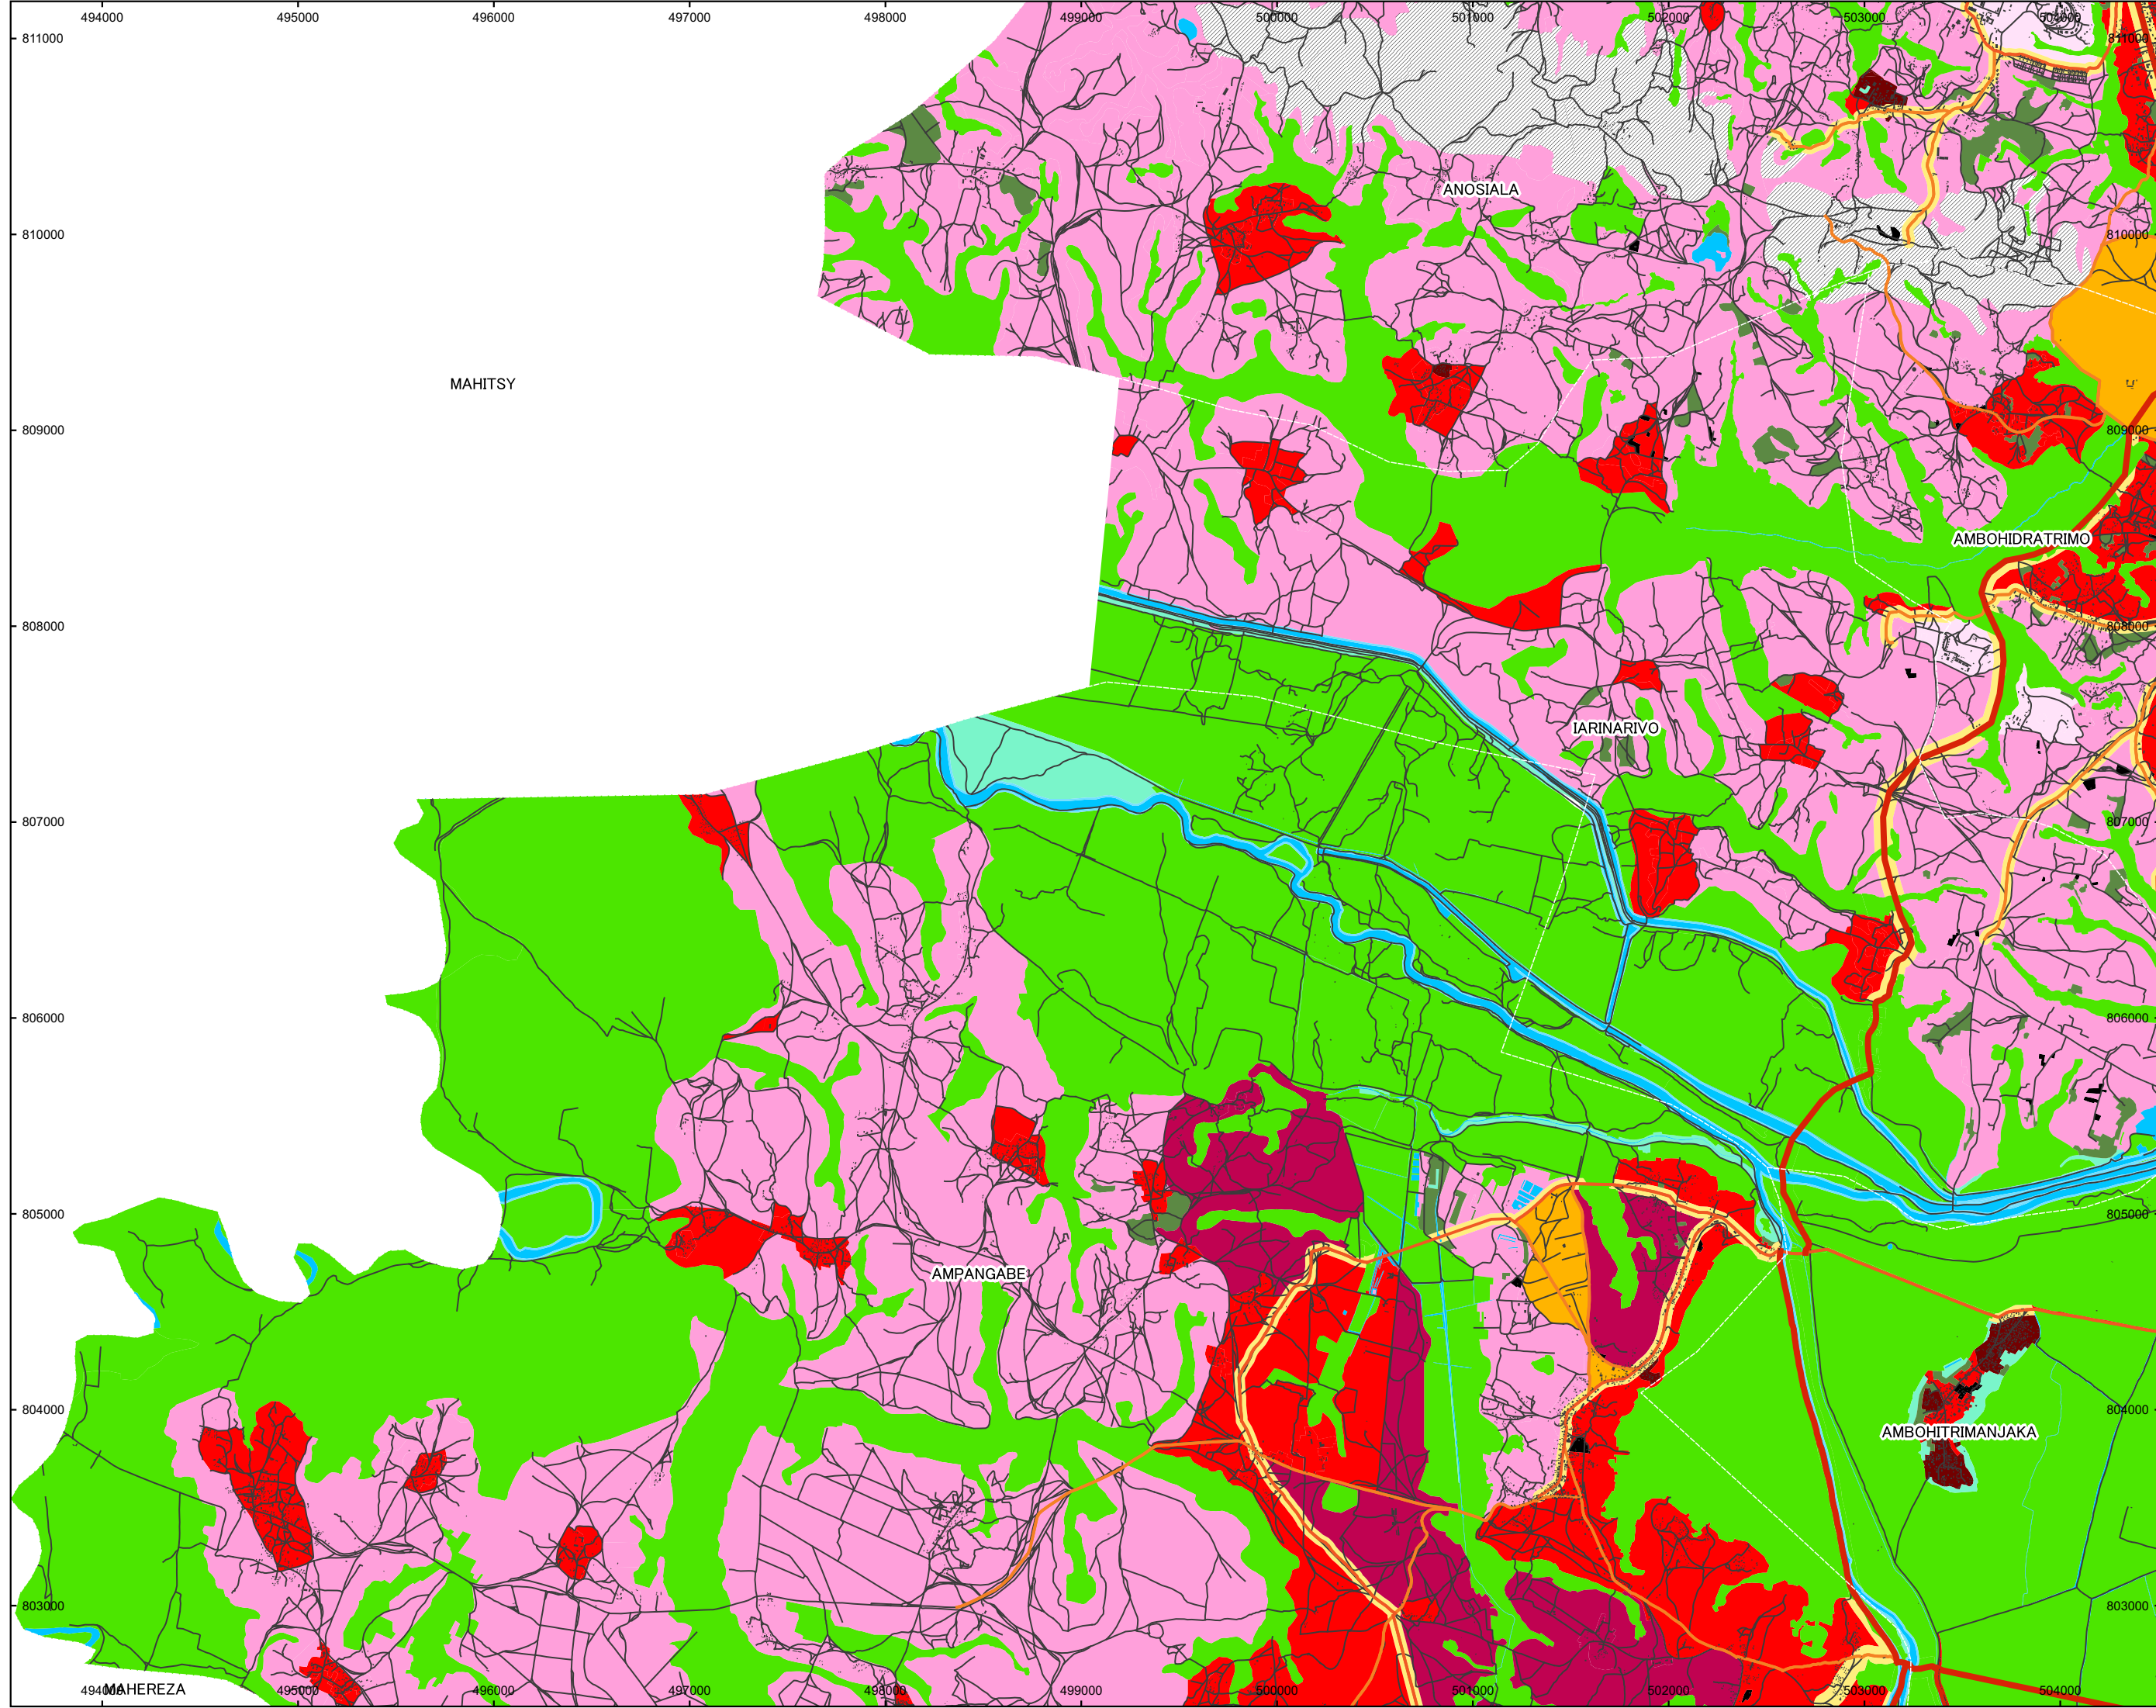 494000 495000 496000 497000 498000 499000 500000 501000 502000 503000 504000
811000 811000
ANOSIALA
810000 810000
MAHITSY
809000 809000
AMBOHIDRATRIMO
808000 808000
IARINARIVO
807000 807000
806000 806000
805000 805000
AMPANGABE
804000 804000
AMBOHITRIMANJAKA
803000 803000
494000 MAHEREZA 495000 496000 497000 498000 499000 500000 501000 502000 503000 504000